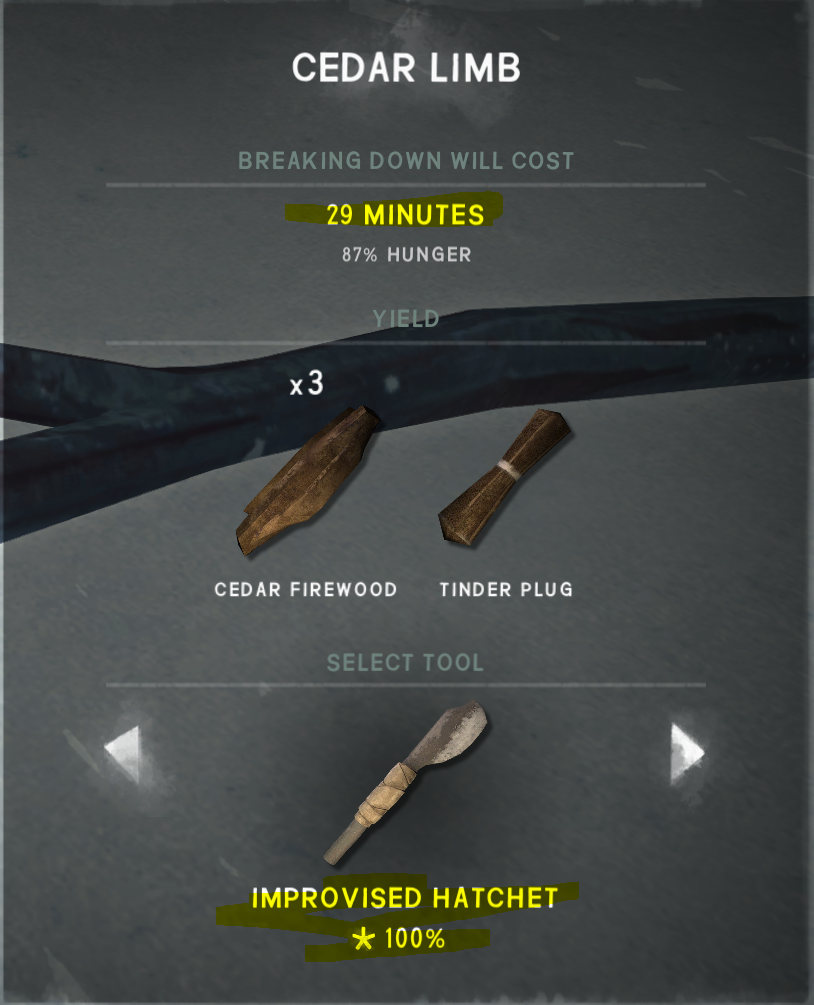 CEDAR LIMB
BREAKING DOWN WILL COST
29 MINUTES
87% HUNGER
YIELD
x3
CEDAR FIREWOOD TINDER PLUG
SELECT TOOL
IMPROVISED HATCHET
100%